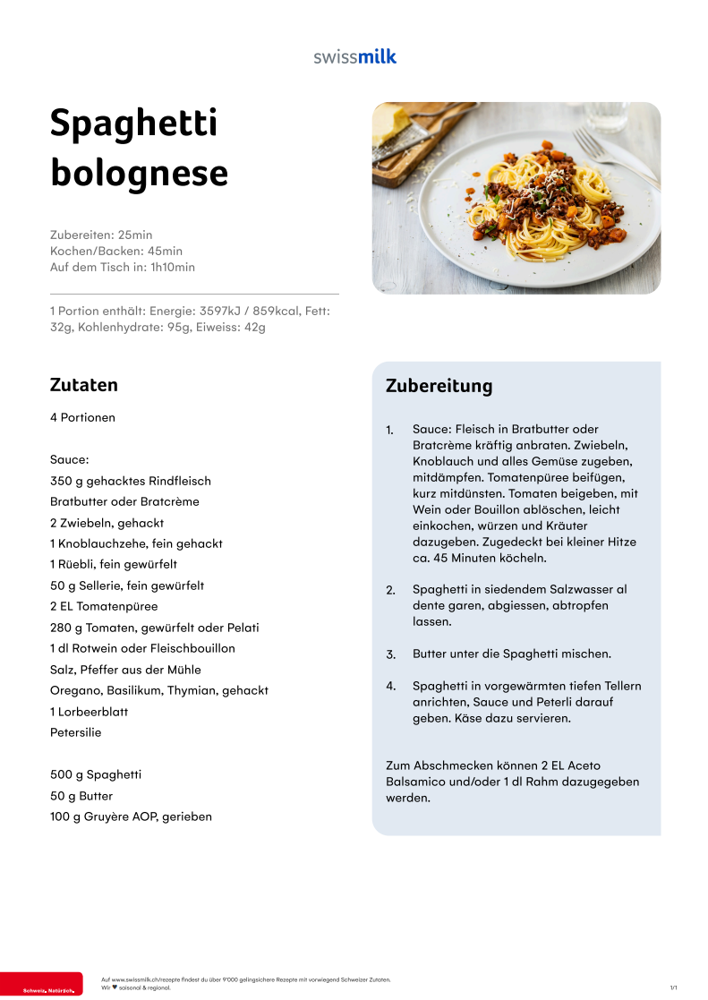 swissmilk
Spaghetti
bolognese
Zubereiten: 25min
Kochen/Backen: 45min
Auf dem Tisch in: 1h10min
1 Portion enthält: Energie: 3597kJ / 859kcal, Fett:
32g, Kohlenhydrate: 95g, Eiweiss: 42g
Zutaten
4 Portionen
Sauce:
350 g gehacktes Rindfleisch
Bratbutter oder Bratcrème
2 Zwiebeln, gehackt
1 Knoblauchzehe, fein gehackt
1 Rüebli, fein gewürfelt
50 g Sellerie, fein gewürfelt
2 EL Tomatenpüree
280 g Tomaten, gewürfelt oder Pelati
1 dl Rotwein oder Fleischbouillon
Salz, Pfeffer aus der Mühle
Oregano, Basilikum, Thymian, gehackt
1 Lorbeerblatt
Petersilie
500 g Spaghetti
50 g Butter
100 g Gruyère AOP, gerieben
Zubereitung
1. Sauce: Fleisch in Bratbutter oder
Bratcrème kräftig anbraten. Zwiebeln,
Knoblauch und alles Gemüse zugeben,
mitdämpfen. Tomatenpüree beifügen,
kurz mitdünsten. Tomaten beigeben, mit
Wein oder Bouillon ablöschen, leicht
einkochen, würzen und Kräuter
dazugeben. Zugedeckt bei kleiner Hitze
ca. 45 Minuten köcheln.
2. Spaghetti in siedendem Salzwasser al
dente garen, abgiessen, abtropfen
lassen.
3. Butter unter die Spaghetti mischen.
4. Spaghetti in vorgewärmten tiefen Tellern
anrichten, Sauce und Peterli darauf
geben. Käse dazu servieren.
Zum Abschmecken können 2 EL Aceto
Balsamico und/oder 1 dl Rahm dazugegeben
werden.
Schweiz. Natürlich.
Auf www.swissmilk.ch/rezepte findest du über 9'000 gelingsichere Rezepte mit vorwiegend Schweizer Zutaten.
Wir ♥ saisonal & regional.
1/1